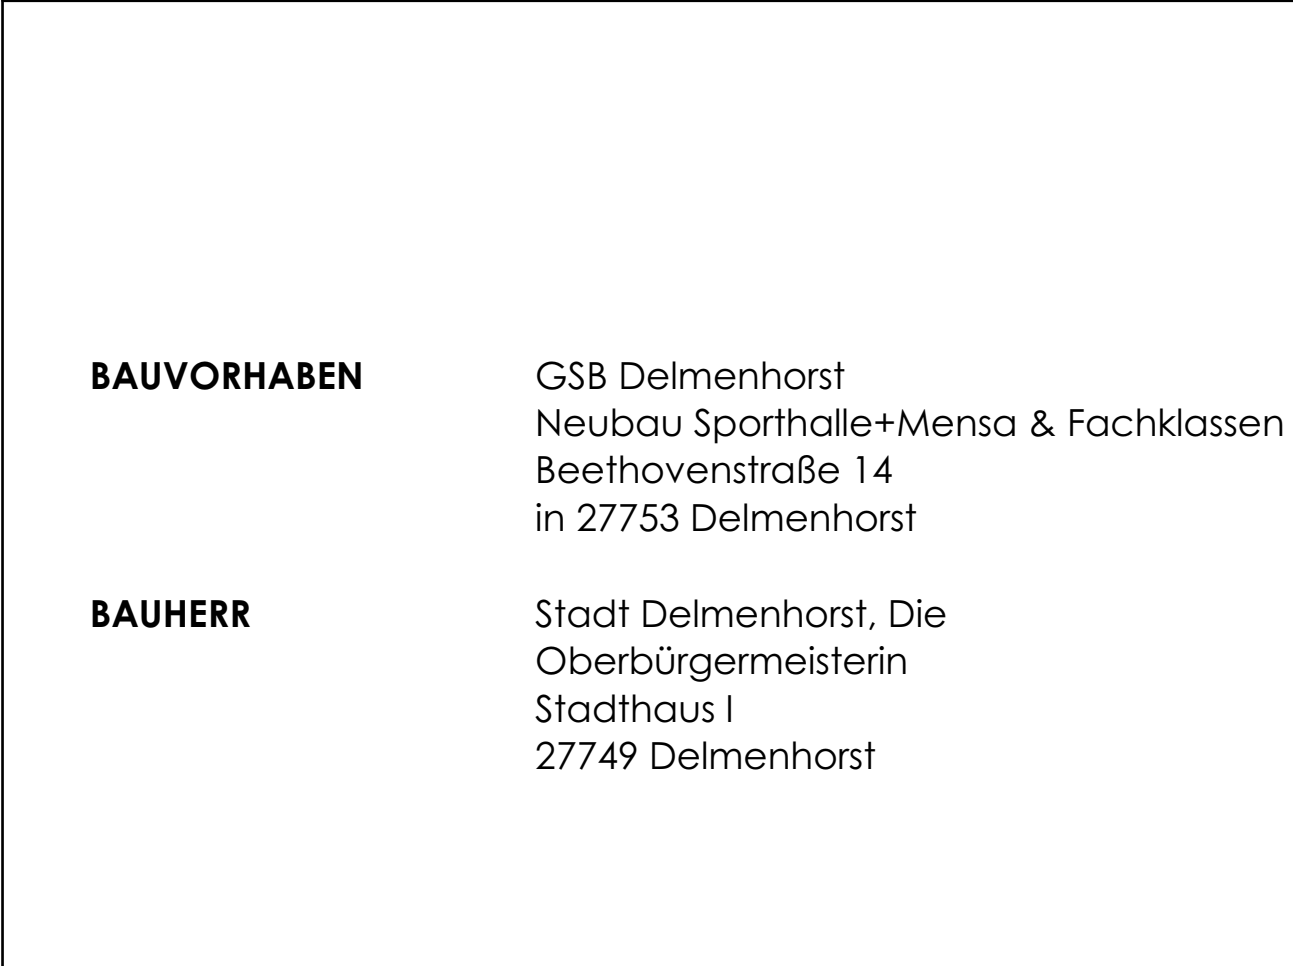 BAUVORHABEN GSB Delmenhorst
Neubau Sporthalle+Mensa & Fachklassen
Beethovenstraße 14
in 27753 Delmenhorst
BAUHERR Stadt Delmenhorst, Die
Oberbürgermeisterin
Stadthaus I
27749 Delmenhorst